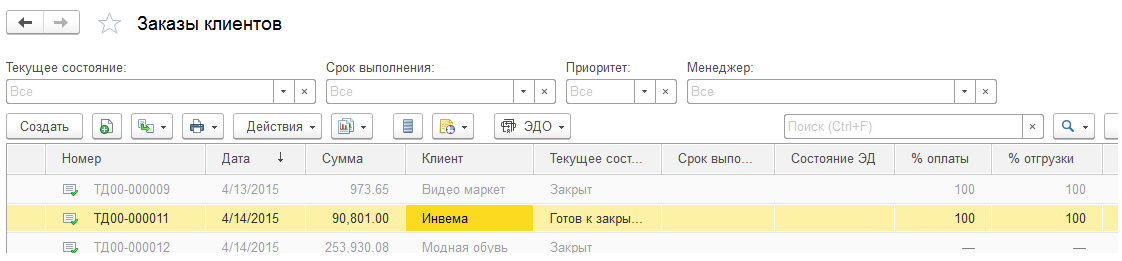 Заказы клиентов
Текущее состояние: Срок выполнения: Приоритет: Менеджер:
Все Все Все Все
Создать Действия ЭДО Поиск (Ctrl+F)
Номер Дата Сумма Клиент Текущее сост... Срок выпо... Состояние ЭД % оплаты % отгрузки
ТД00-000009 4/13/2015 973.65 Видео маркет Закрыт 100 100
ТД00-000011 4/14/2015 90,801.00 Инвема Готов к закры... 100 100
ТД00-000012 4/14/2015 253,930.08 Модная обувь Закрыт — —